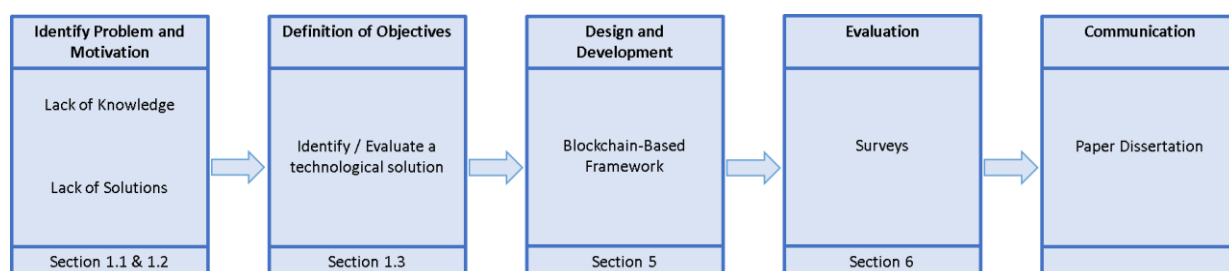 Identify Problem and
Motivation
Lack of Knowledge
Lack of Solutions
Section 1.1 & 1.2
Definition of Objectives
Identify / Evaluate a
technological solution
Section 1.3
Design and
Development
Blockchain-Based
Framework
Section 5
Evaluation
Surveys
Section 6
Communication
Paper Dissertation